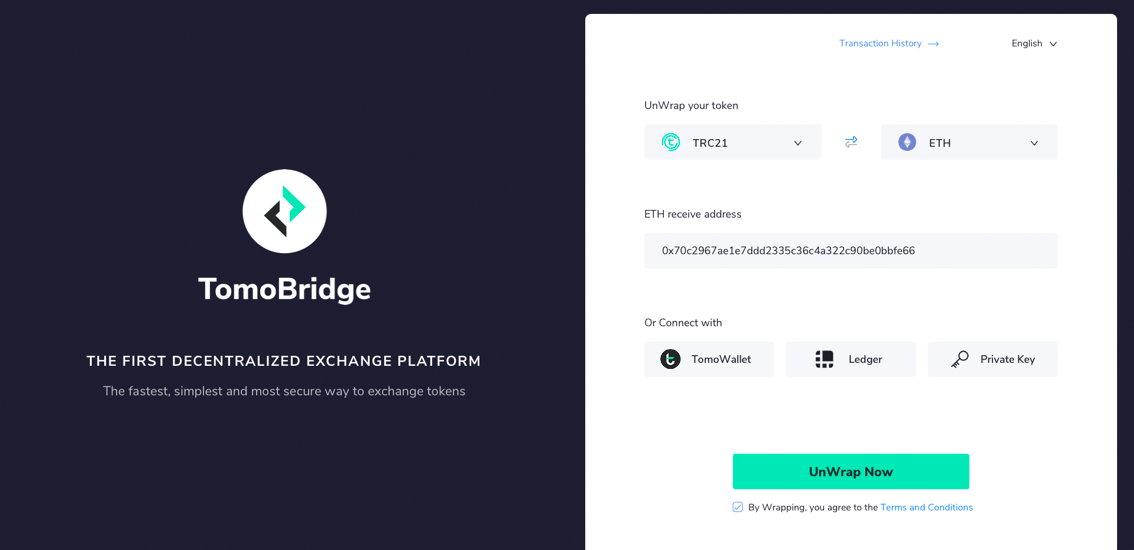 TomoBridge
THE FIRST DECENTRALIZED EXCHANGE PLATFORM
The fastest, simplest and most secure way to exchange tokens
Transaction History
English
UnWrap your token
TRC21
ETH
ETH receive address
0x70c2967ae1e7ddd2335c36c4a322c90be0bbfe66
Or Connect with
TomoWallet
Ledger
Private Key
UnWrap Now
By Wrapping, you agree to the Terms and Conditions